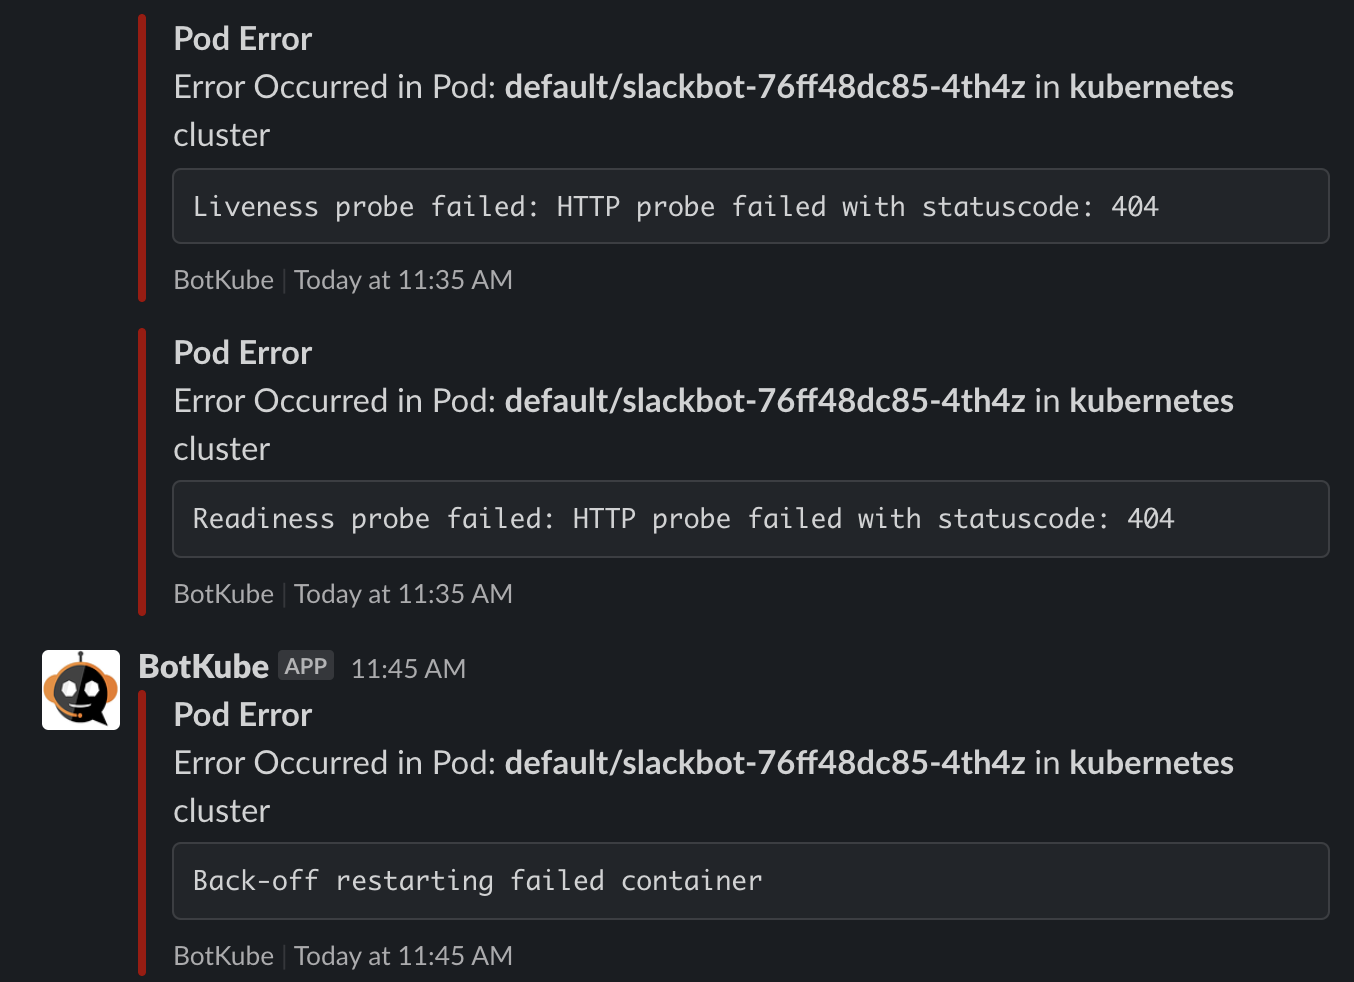 Pod Error
Error Occurred in Pod: default/slackbot-76ff48dc85-4th4z in kubernetes
cluster
Liveness probe failed: HTTP probe failed with statuscode: 404
BotKube | Today at 11:35 AM
Pod Error
Error Occurred in Pod: default/slackbot-76ff48dc85-4th4z in kubernetes
cluster
Readiness probe failed: HTTP probe failed with statuscode: 404
BotKube | Today at 11:35 AM
BotKube APP 11:45 AM
Pod Error
Error Occurred in Pod: default/slackbot-76ff48dc85-4th4z in kubernetes
cluster
Back-off restarting failed container
BotKube | Today at 11:45 AM